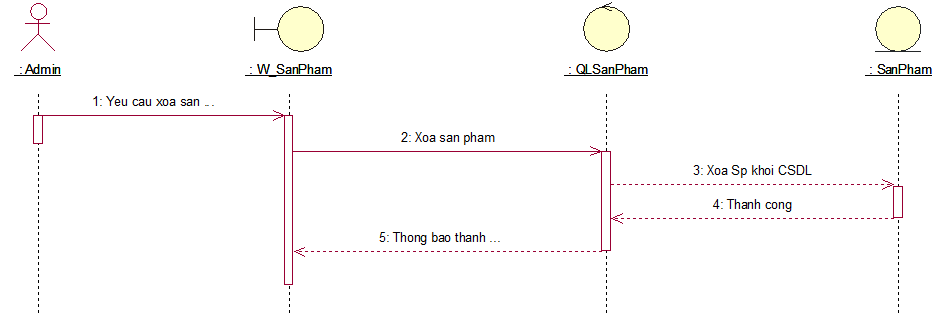 : Admin
: W_SanPham
: QLSanPham
: SanPham
1: Yeu cau xoa san ...
2: Xoa san pham
3: Xoa Sp khoi CSDL
4: Thanh cong
5: Thong bao thanh ...